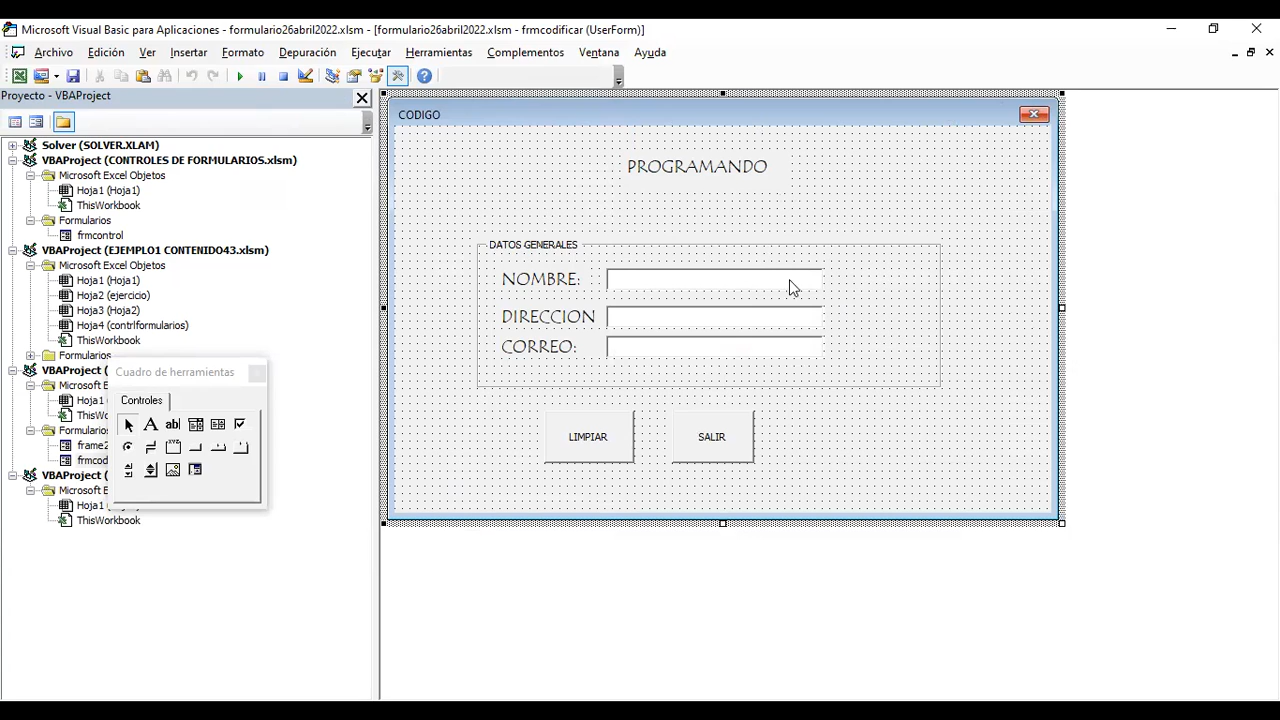 Microsoft Visual Basic para Aplicaciones - formulario26abril2022.xlsm - [formulario26abril2022.xlsm - frmcodificar (UserForm)]
Archivo Edición Ver Insertar Formato Depuración Ejecutar Herramientas Complementos Ventana Ayuda
Proyecto - VBAProject
Solver (SOLVER.XLAM)
VBAProject (CONTROLES DE FORMULARIOS.xlsm)
Microsoft Excel Objetos
Hoja1 (Hoja1)
ThisWorkbook
Formularios
frmcontrol
VBAProject (EJEMPLO1 CONTENIDO43.xlsm)
Microsoft Excel Objetos
Hoja1 (Hoja1)
Hoja2 (ejercicio)
Hoja3 (Hoja2)
Hoja4 (contrlformularios)
ThisWorkbook
Formularios
VBAProject (
Microsoft E
Hoja1
ThisWo
Formularios
frame2
frmcod
VBAProject (
Microsoft E
Hoja1
ThisWorkbook
Cuadro de herramientas
Controles
A
ab
CODIGO
PROGRAMANDO
DATOS GENERALES
NOMBRE:
DIRECCION
CORREO:
LIMPIAR
SALIR